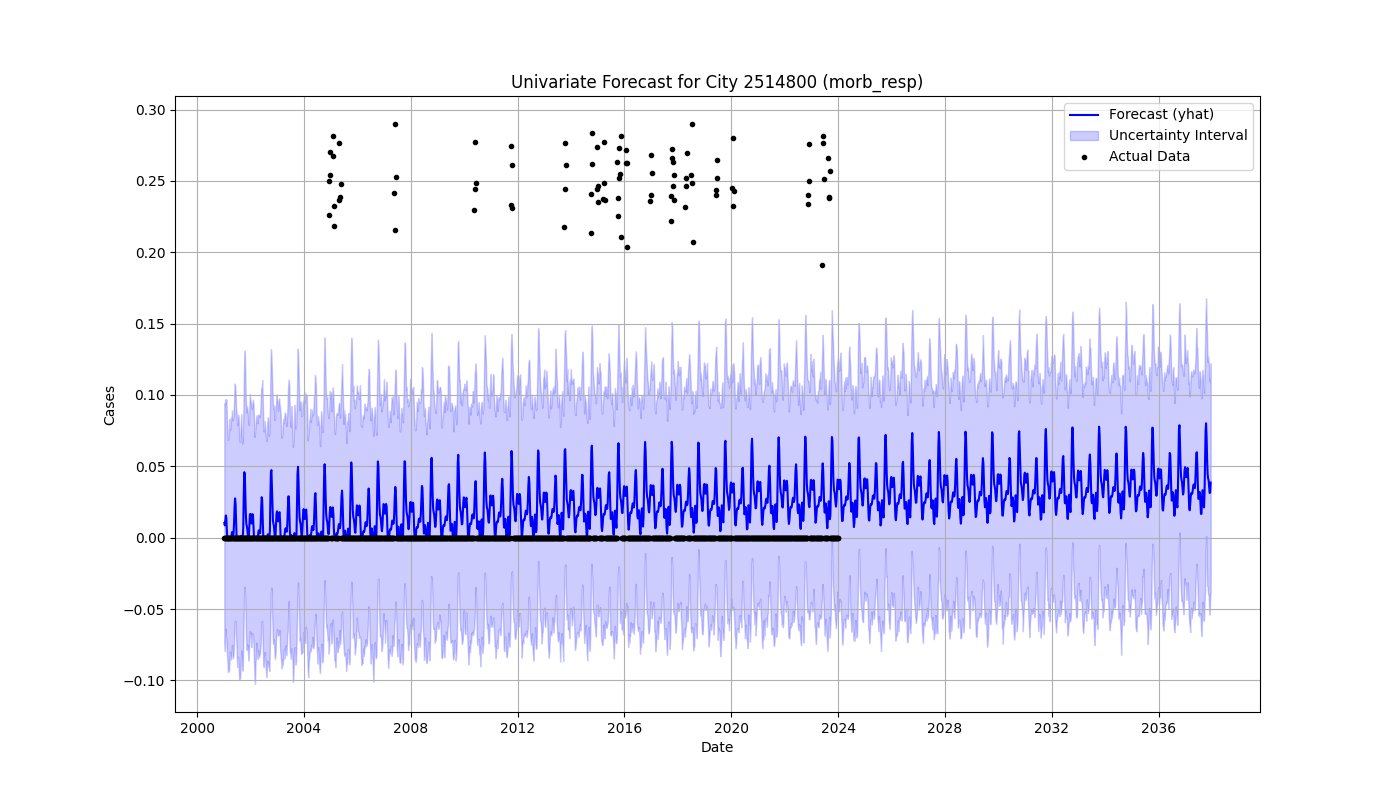 Univariate Forecast for City 2514800 (morb_resp)
Forecast (yhat)
Uncertainty Interval
Actual Data
Cases
0.30
0.25
0.20
0.15
0.10
0.05
0.00
−0.05
−0.10
2000 2004 2008 2012 2016 2020 2024 2028 2032 2036
Date